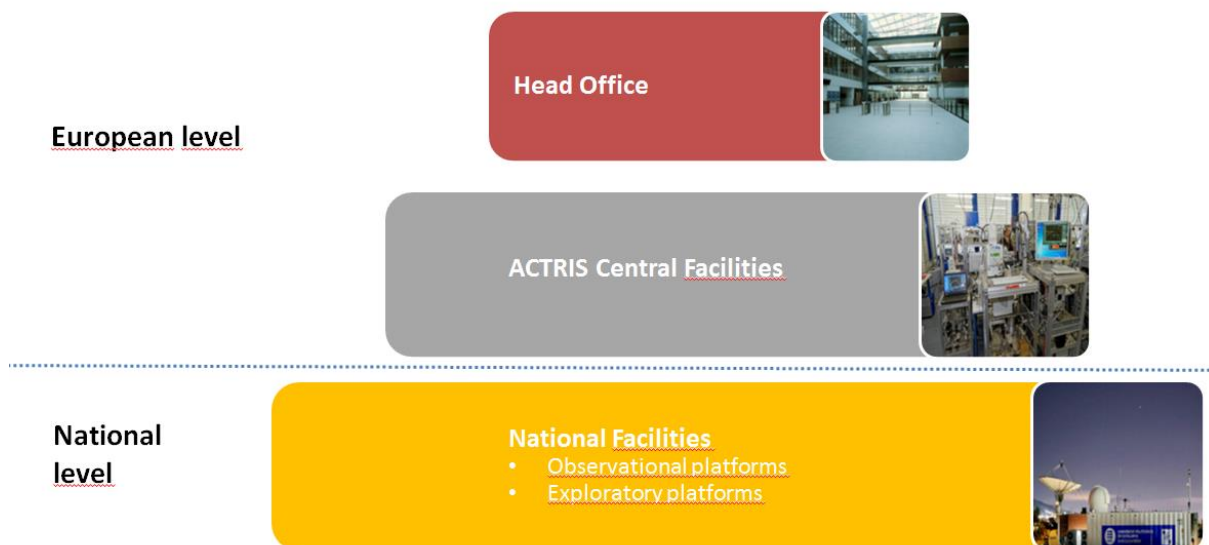 Head Office
European level
ACTRIS Central Facilities
National
level
National Facilities
• Observational platforms
• Exploratory platforms